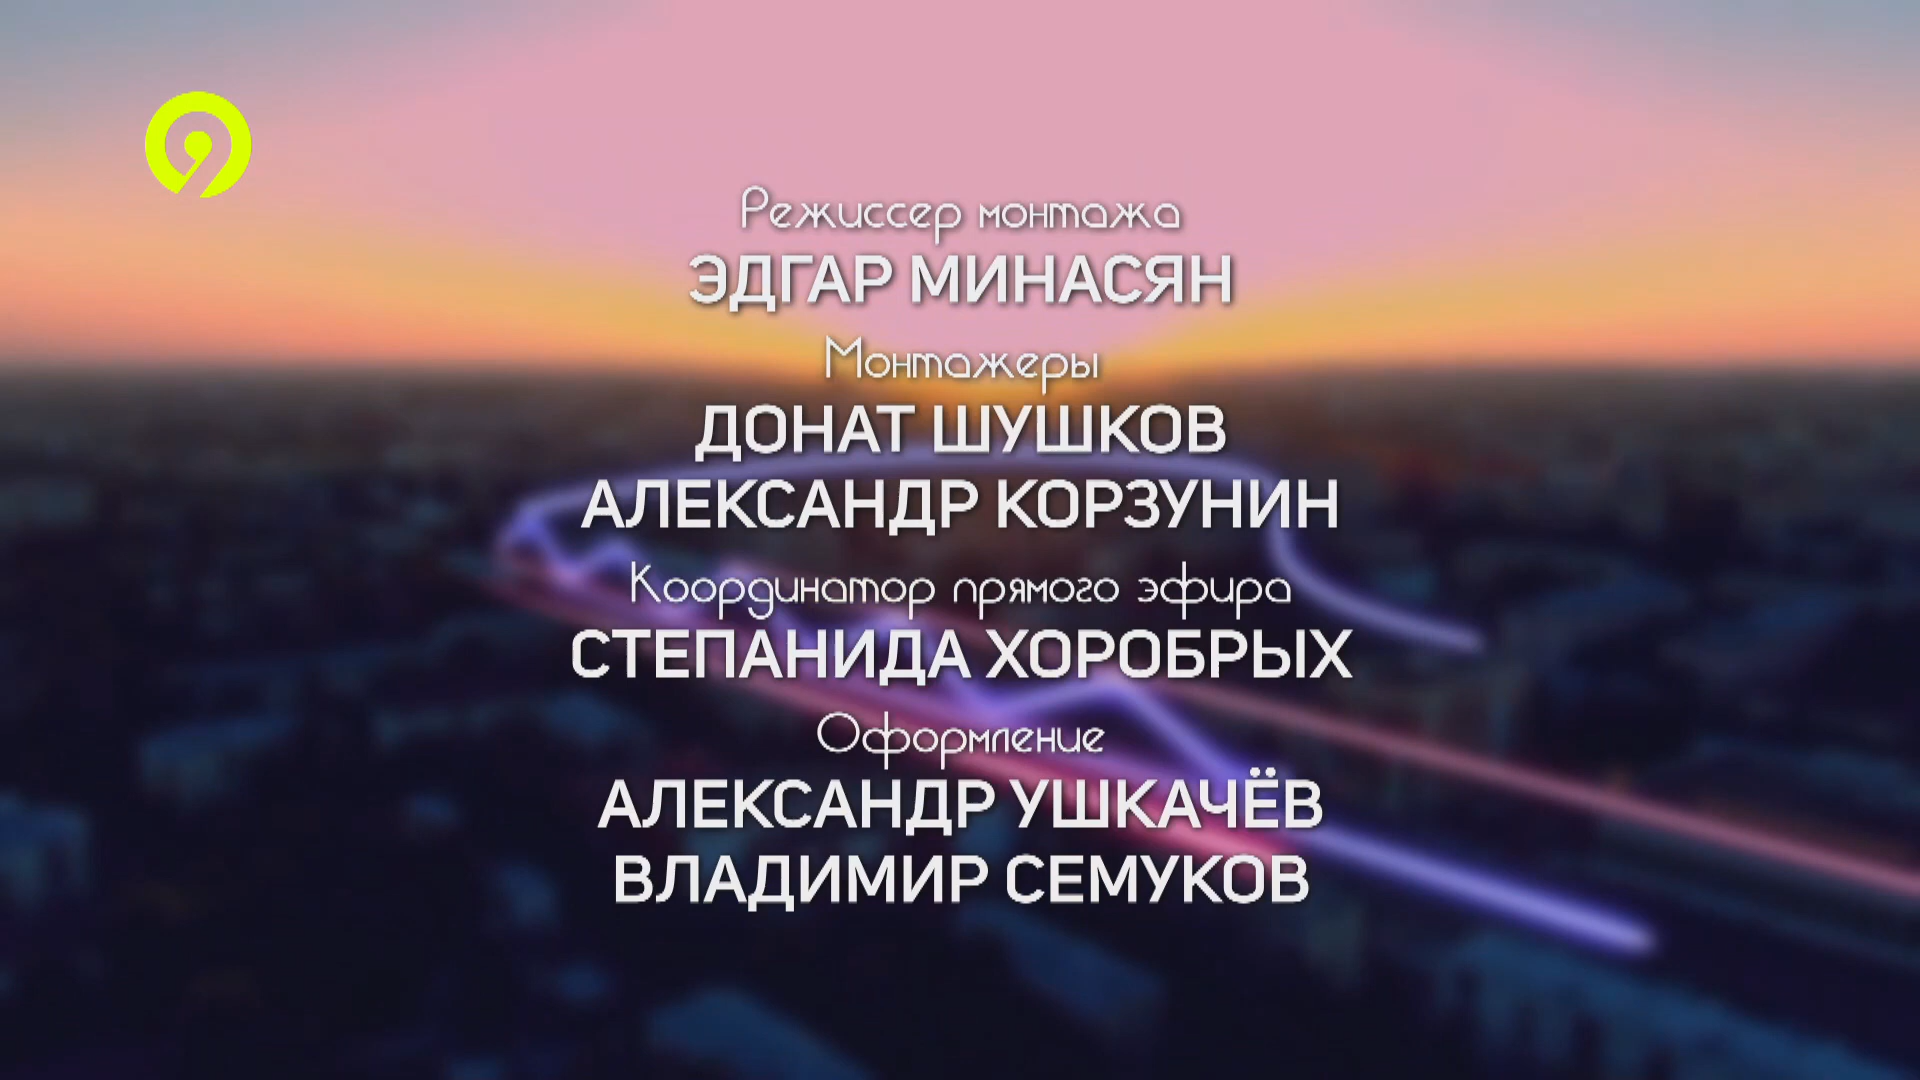 Режиссер монтажа
ЭДГАР МИНАСЯН
Монтажеры
ДОНАТ ШУШКОВ
АЛЕКСАНДР КОРЗУНИН
Координатор прямого эфира
СТЕПАНИДА ХОРОБРЫХ
Оформление
АЛЕКСАНДР УШКАЧЁВ
ВЛАДИМИР СЕМУКОВ